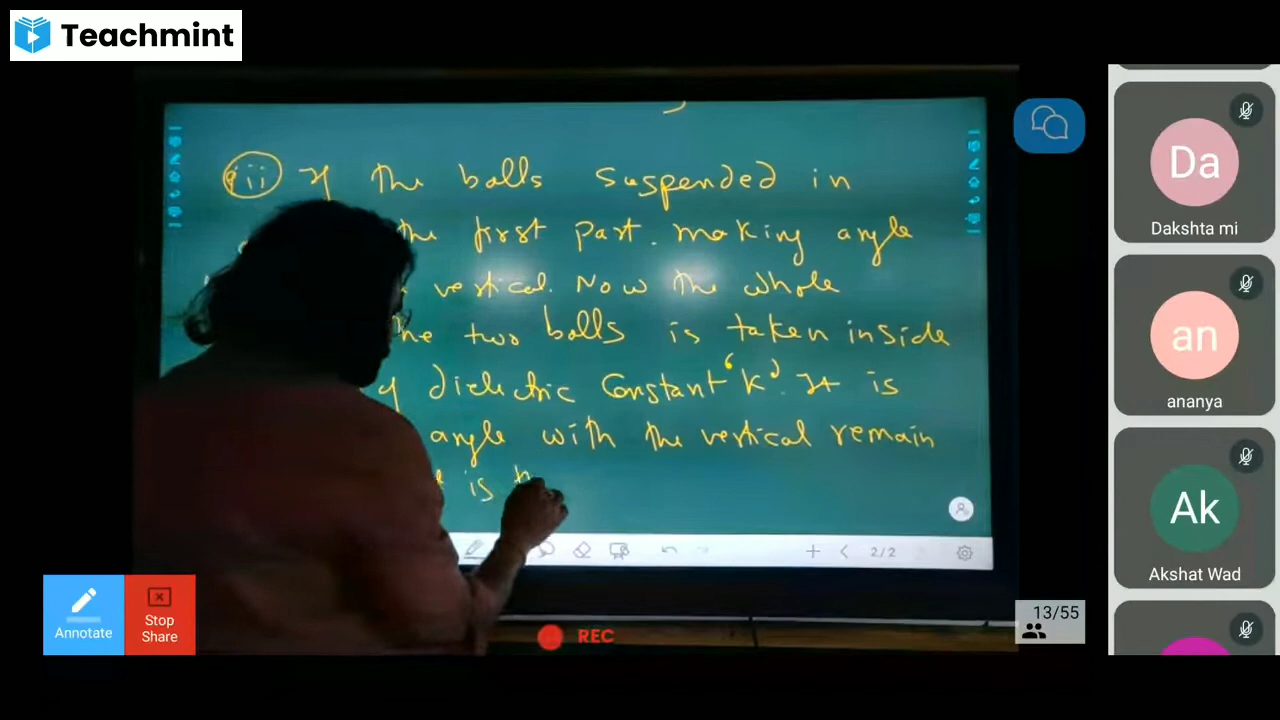 Teachmint
iii If the balls suspended in
the first part. making angle
vertical. Now the whole
the two balls is taken inside
of dielectric Constant 'K'. It is
angle with the vertical remain
is
2/2
Da
Dakshta mi
an
ananya
Ak
Akshat Wad
13/55
Annotate
Stop
Share
REC